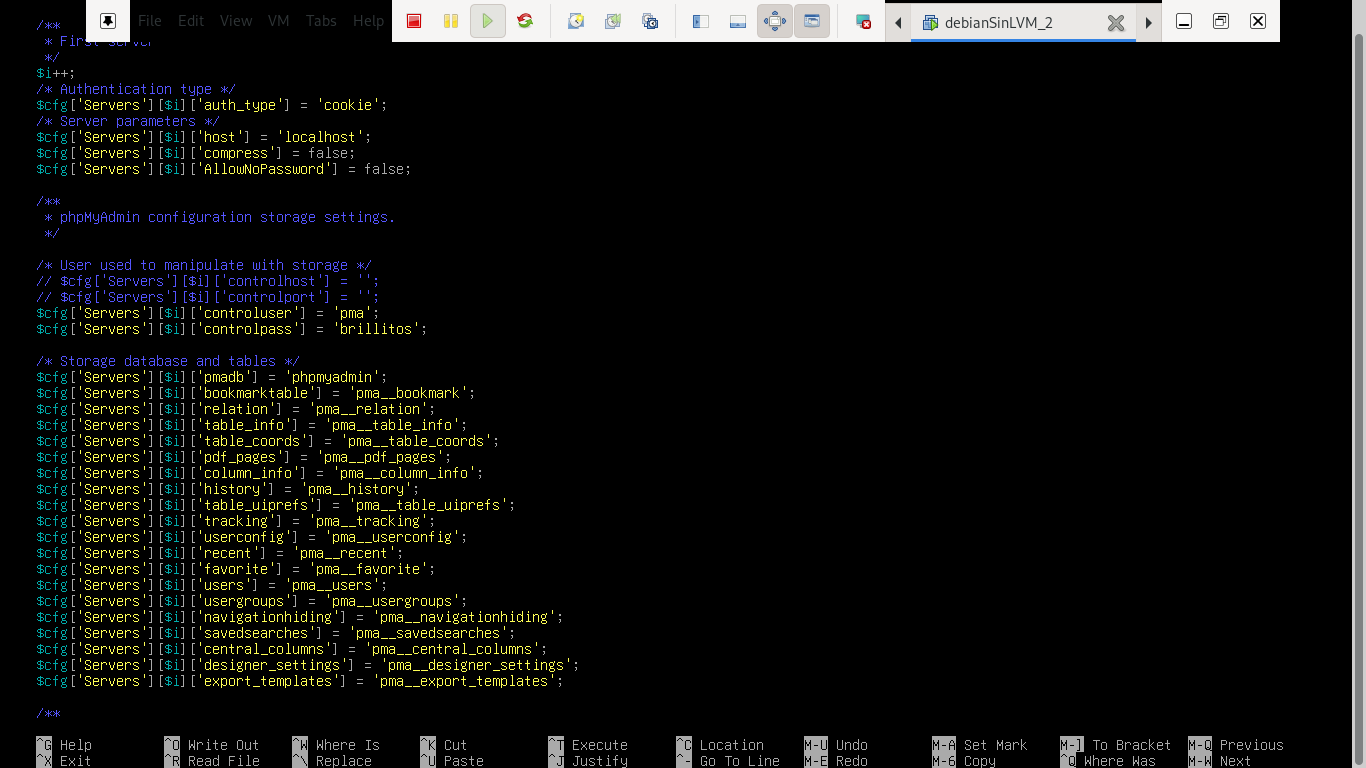 File Edit View VM Tabs Help
debianSinLVM_2
/**
 * First server
 */
$i++;
/* Authentication type */
$cfg['Servers'][$i]['auth_type'] = 'cookie';
/* Server parameters */
$cfg['Servers'][$i]['host'] = 'localhost';
$cfg['Servers'][$i]['compress'] = false;
$cfg['Servers'][$i]['AllowNoPassword'] = false;
/**
 * phpMyAdmin configuration storage settings.
 */
/* User used to manipulate with storage */
// $cfg['Servers'][$i]['controlhost'] = '';
// $cfg['Servers'][$i]['controlport'] = '';
$cfg['Servers'][$i]['controluser'] = 'pma';
$cfg['Servers'][$i]['controlpass'] = 'brillitos';
/* Storage database and tables */
$cfg['Servers'][$i]['pmadb'] = 'phpmyadmin';
$cfg['Servers'][$i]['bookmarktable'] = 'pma__bookmark';
$cfg['Servers'][$i]['relation'] = 'pma__relation';
$cfg['Servers'][$i]['table_info'] = 'pma__table_info';
$cfg['Servers'][$i]['table_coords'] = 'pma__table_coords';
$cfg['Servers'][$i]['pdf_pages'] = 'pma__pdf_pages';
$cfg['Servers'][$i]['column_info'] = 'pma__column_info';
$cfg['Servers'][$i]['history'] = 'pma__history';
$cfg['Servers'][$i]['table_uiprefs'] = 'pma__table_uiprefs';
$cfg['Servers'][$i]['tracking'] = 'pma__tracking';
$cfg['Servers'][$i]['userconfig'] = 'pma__userconfig';
$cfg['Servers'][$i]['recent'] = 'pma__recent';
$cfg['Servers'][$i]['favorite'] = 'pma__favorite';
$cfg['Servers'][$i]['users'] = 'pma__users';
$cfg['Servers'][$i]['usergroups'] = 'pma__usergroups';
$cfg['Servers'][$i]['navigationhiding'] = 'pma__navigationhiding';
$cfg['Servers'][$i]['savedsearches'] = 'pma__savedsearches';
$cfg['Servers'][$i]['central_columns'] = 'pma__central_columns';
$cfg['Servers'][$i]['designer_settings'] = 'pma__designer_settings';
$cfg['Servers'][$i]['export_templates'] = 'pma__export_templates';
/**
^G Help ^O Write Out ^W Where Is ^K Cut ^T Execute ^C Location M-U Undo M-A Set Mark M-] To Bracket M-Q Previous
^X Exit ^R Read File ^\ Replace ^U Paste ^J Justify ^- Go To Line M-E Redo M-6 Copy ^Q Where Was M-W Next